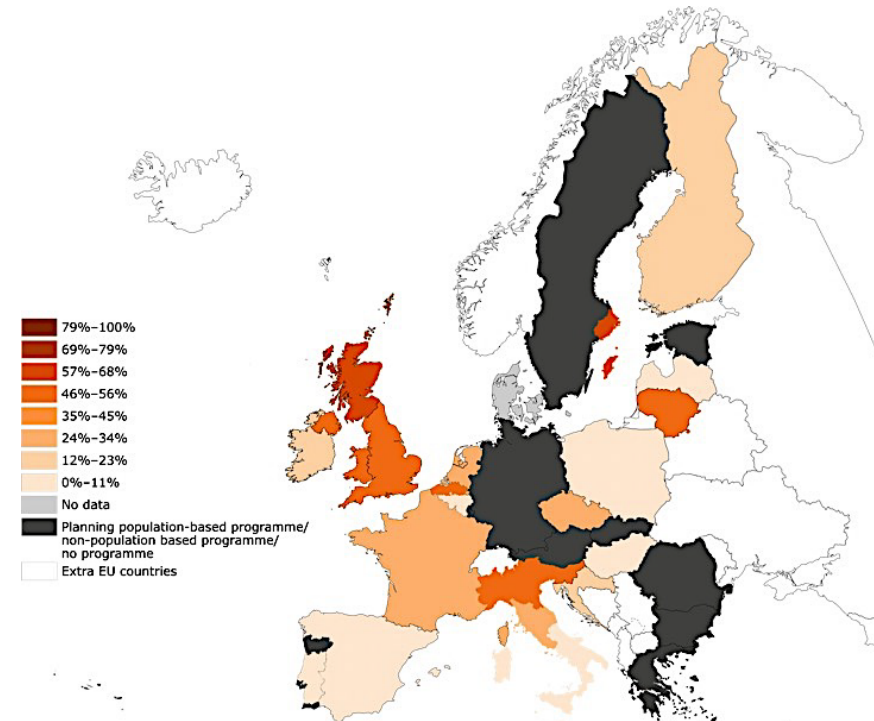 79%–100%
69%–79%
57%–68%
46%–56%
35%–45%
24%–34%
12%–23%
0%–11%
No data
Planning population-based programme/
non-population based programme/
no programme
Extra EU countries